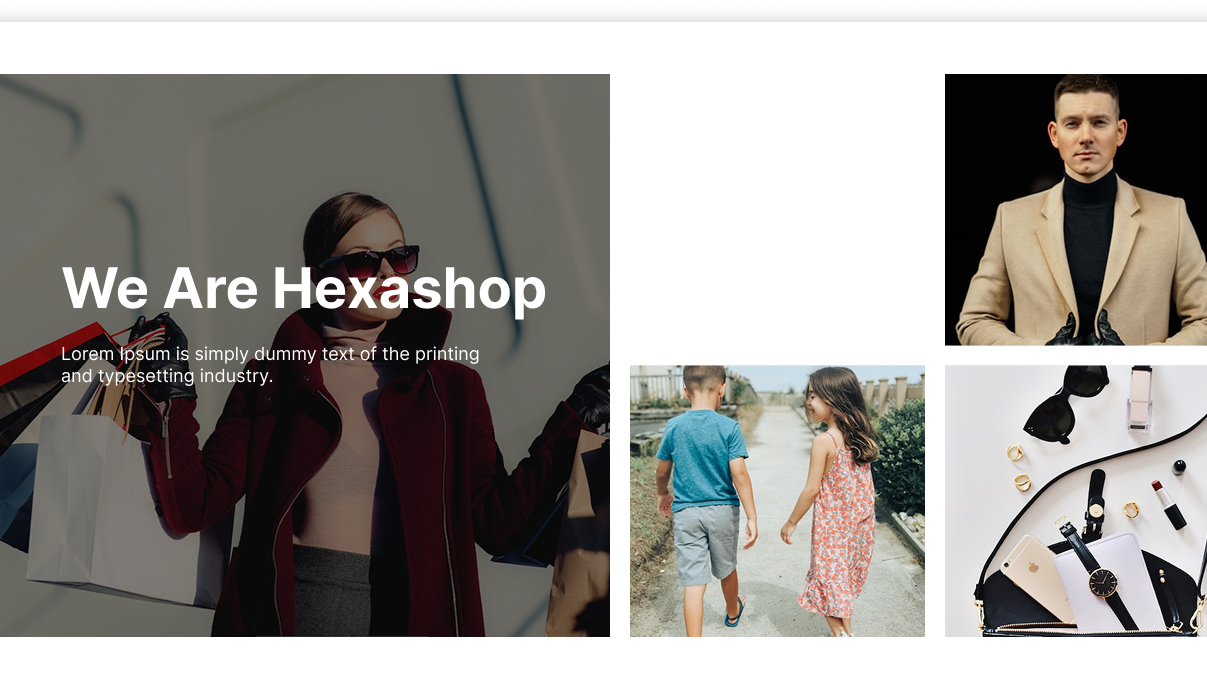 We Are Hexashop
Lorem Ipsum is simply dummy text of the printing
and typesetting industry.